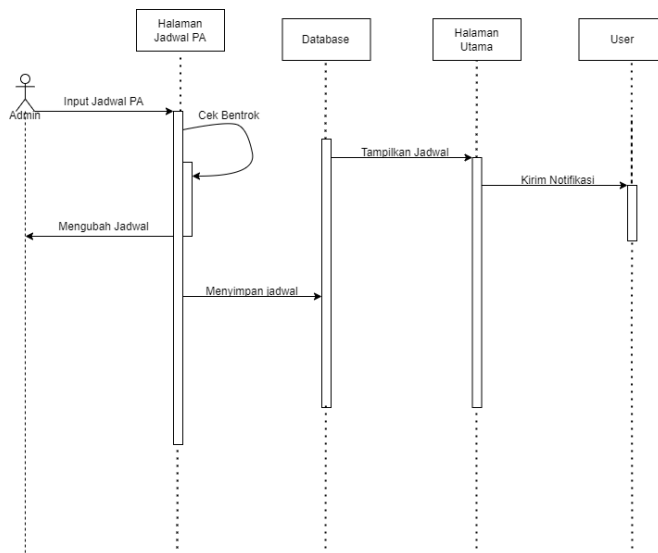 Halaman
Jadwal PA
Database
Halaman
Utama
User
Admin
Input Jadwal PA
Cek Bentrok
Tampilkan Jadwal
Kirim Notifikasi
Mengubah Jadwal
Menyimpan jadwal